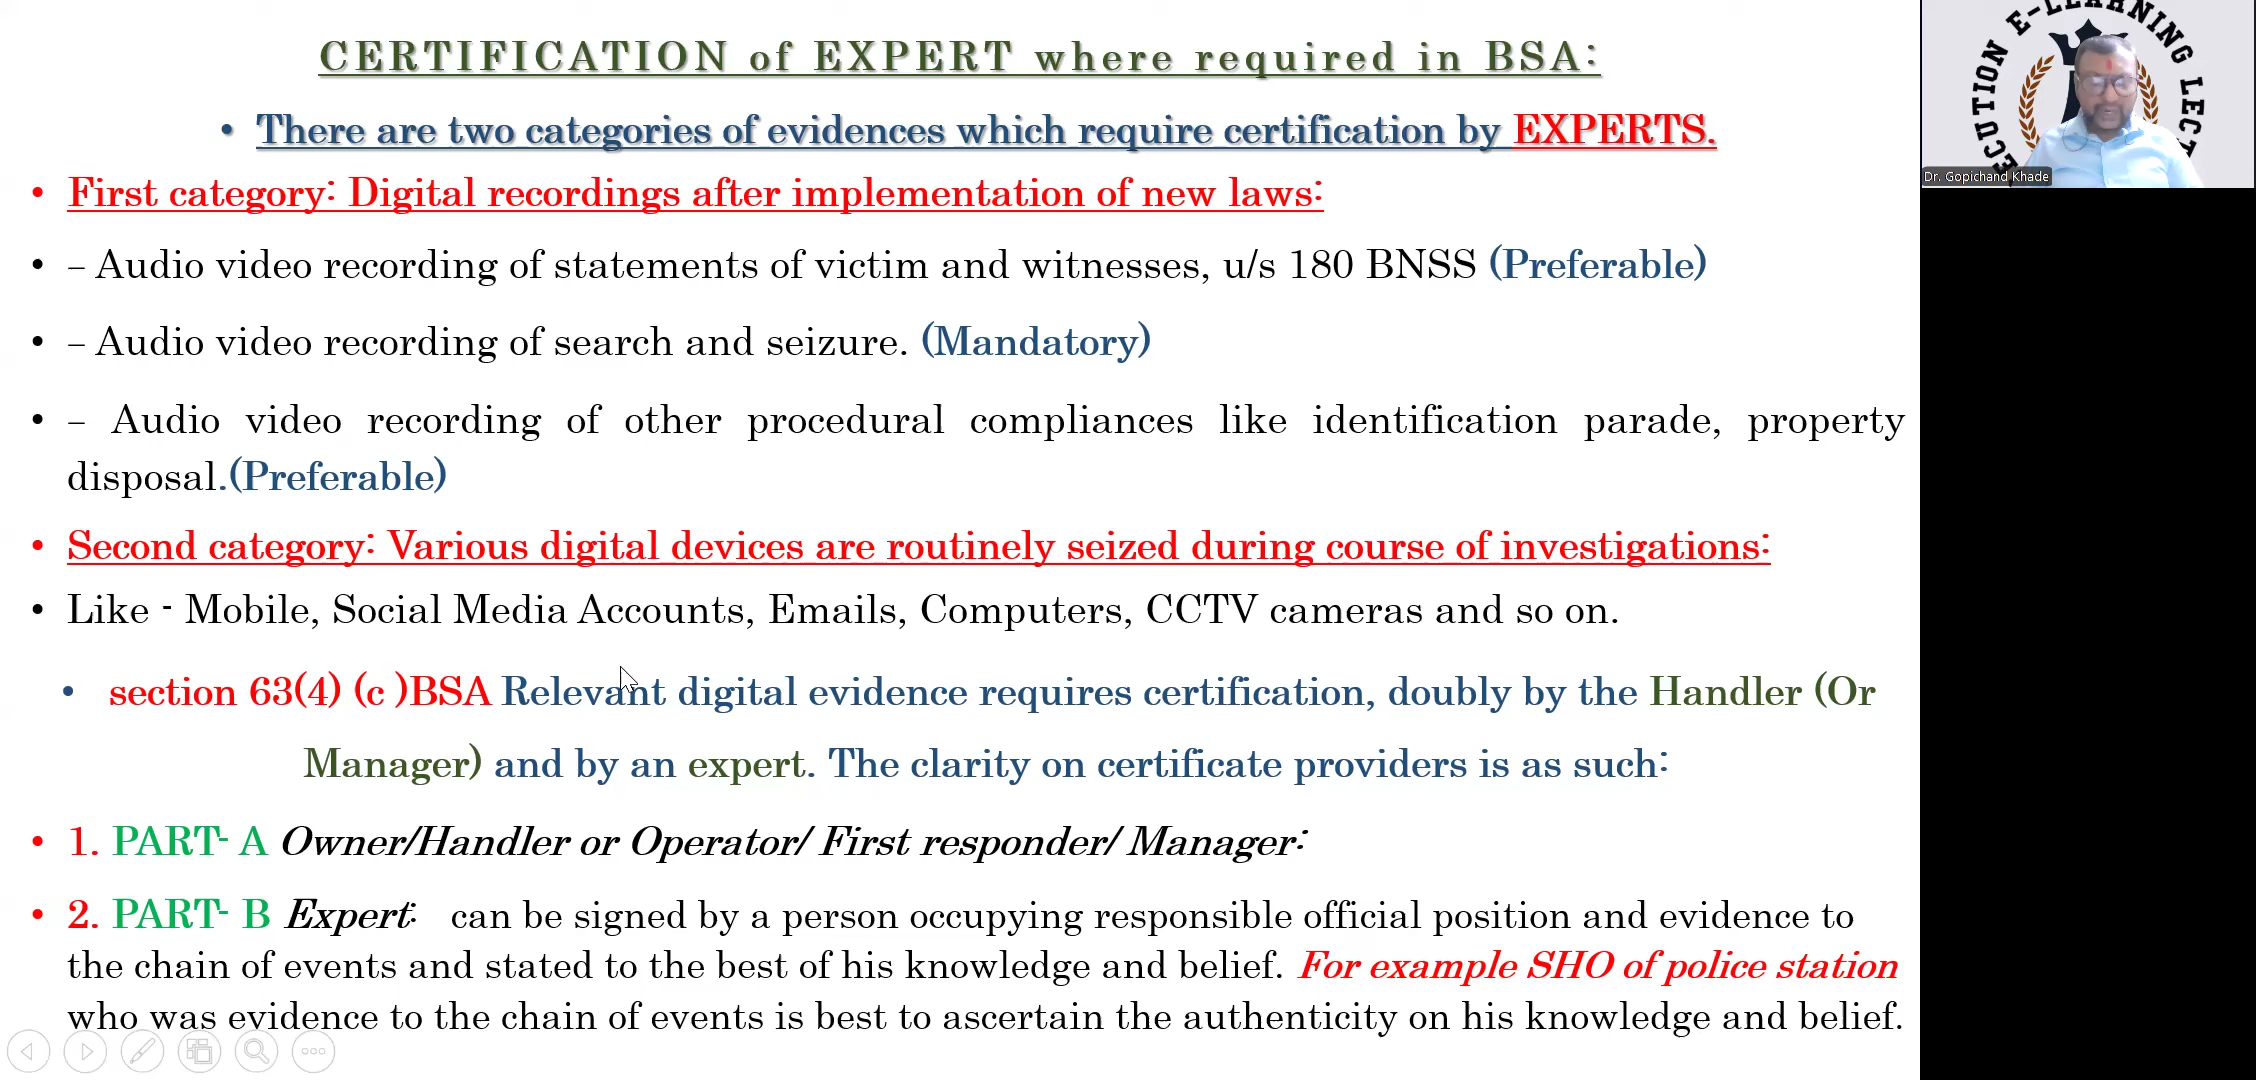 CERTIFICATION of EXPERT where required in BSA:
• There are two categories of evidences which require certification by EXPERTS.
• First category: Digital recordings after implementation of new laws:
• – Audio video recording of statements of victim and witnesses, u/s 180 BNSS (Preferable)
• – Audio video recording of search and seizure. (Mandatory)
• – Audio video recording of other procedural compliances like identification parade, property
disposal.(Preferable)
• Second category: Various digital devices are routinely seized during course of investigations:
• Like - Mobile, Social Media Accounts, Emails, Computers, CCTV cameras and so on.
• section 63(4) (c )BSA Relevant digital evidence requires certification, doubly by the Handler (Or
Manager) and by an expert. The clarity on certificate providers is as such:
• 1. PART- A Owner/Handler or Operator/ First responder/ Manager:
• 2. PART- B Expert: can be signed by a person occupying responsible official position and evidence to
the chain of events and stated to the best of his knowledge and belief. For example SHO of police station
who was evidence to the chain of events is best to ascertain the authenticity on his knowledge and belief.
ECUTION E-LEARNING LECT
Dr. Gopichand Khade